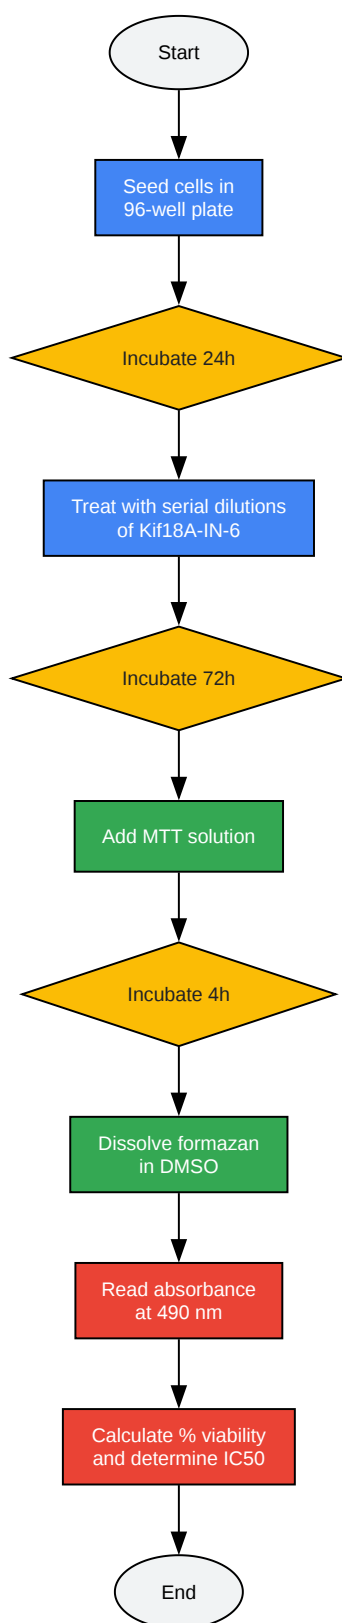 Start
Seed cells in
96-well plate
Incubate 24h
Treat with serial dilutions
of Kif18A-IN-6
Incubate 72h
Add MTT solution
Incubate 4h
Dissolve formazan
in DMSO
Read absorbance
at 490 nm
Calculate % viability
and determine IC50
End